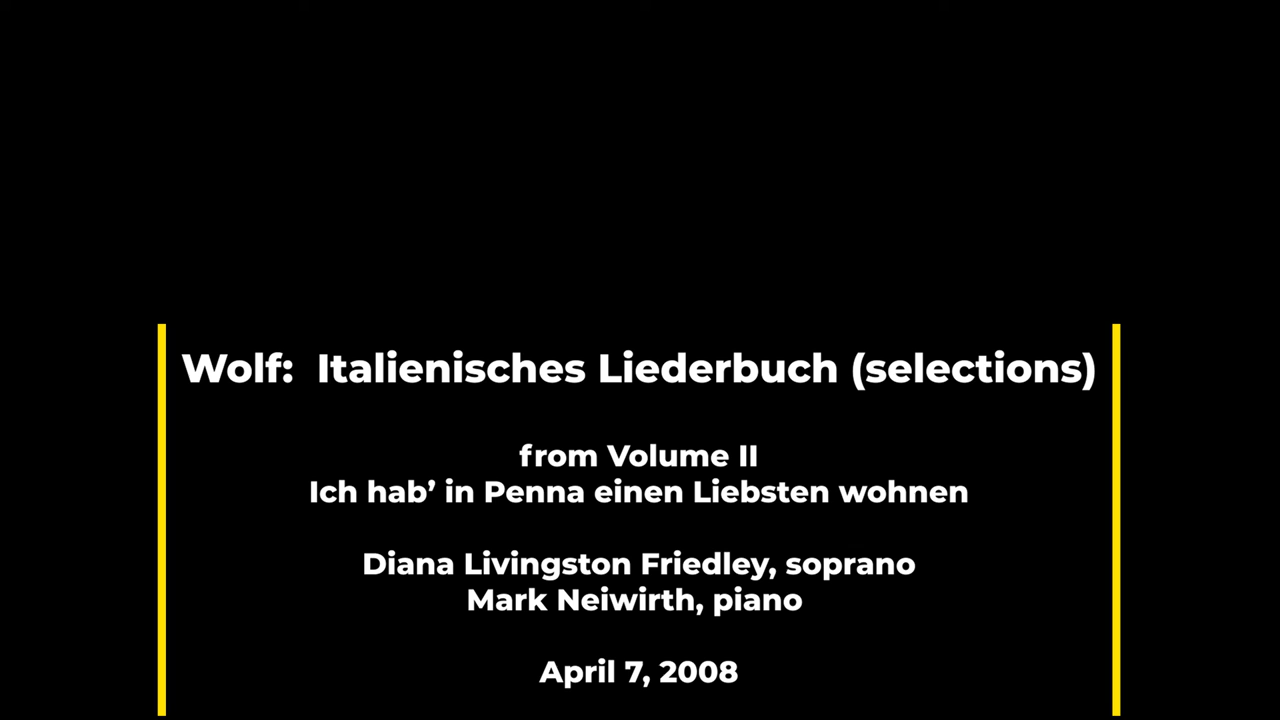 Wolf: Italienisches Liederbuch (selections)
from Volume II
Ich hab’ in Penna einen Liebsten wohnen
Diana Livingston Friedley, soprano
Mark Neiwirth, piano
April 7, 2008